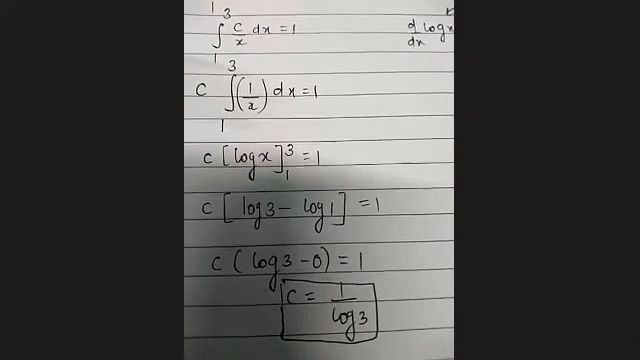 ∫₁³ c/x dx = 1
d/dx log x
c ∫₁³ (1/x) dx = 1
c [log x]₁³ = 1
c [log 3 – log 1] = 1
c (log 3 – 0) = 1
c = 1/log 3